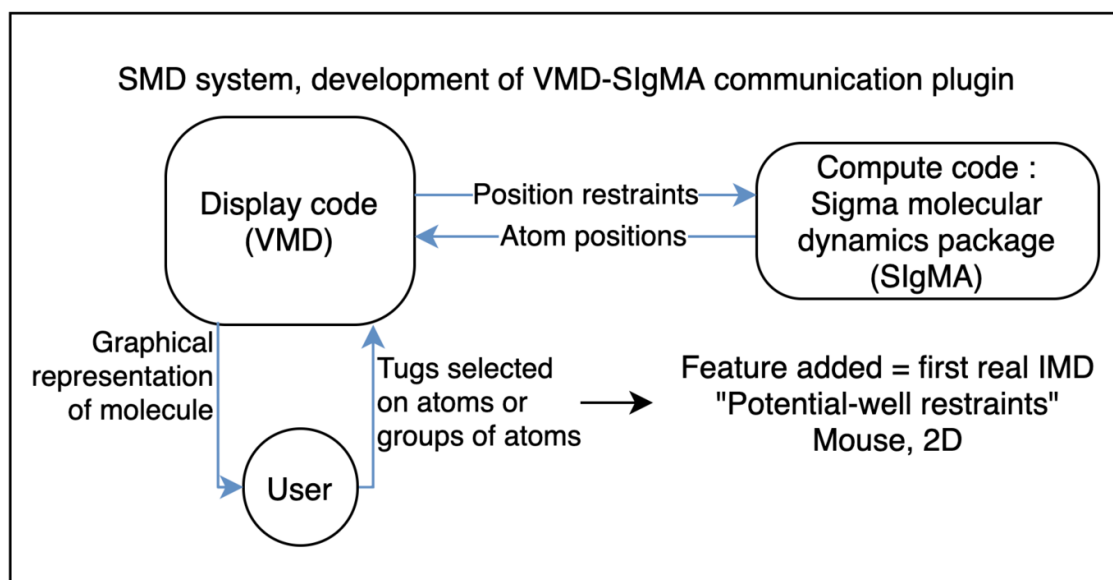 SMD system, development of VMD-SIgMA communication plugin
Display code
(VMD)
Position restraints
Atom positions
Compute code :
Sigma molecular
dynamics package
(SIgMA)
Graphical
representation
of molecule
Tugs selected
on atoms or
groups of atoms
Feature added = first real IMD
"Potential-well restraints"
Mouse, 2D
User